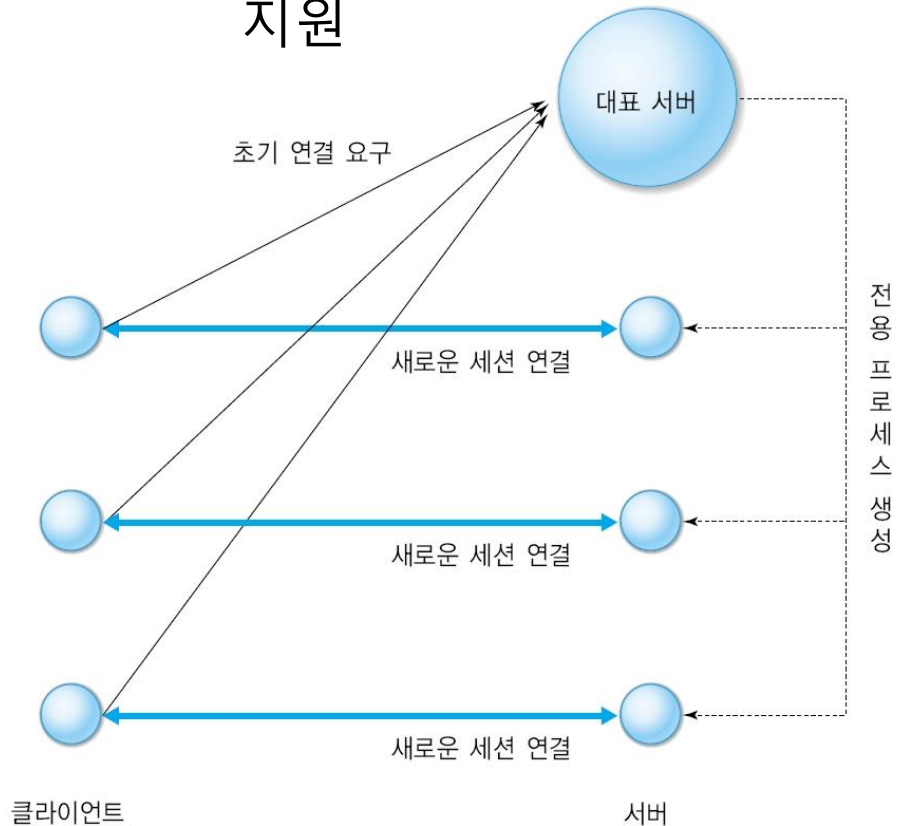 지원
대표 서버
초기 연결 요구
전용 프로세스 생성
새로운 세션 연결
새로운 세션 연결
새로운 세션 연결
클라이언트
서버